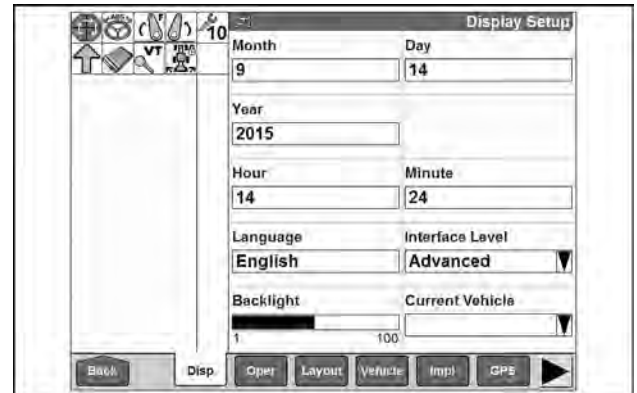 10
Display Setup
VT
Month Day
9 14
Year
2015
Hour Minute
14 24
Language Interface Level
English Advanced
Backlight Current Vehicle
1 100
Back Disp Oper Layout Vehicle Impl GPS